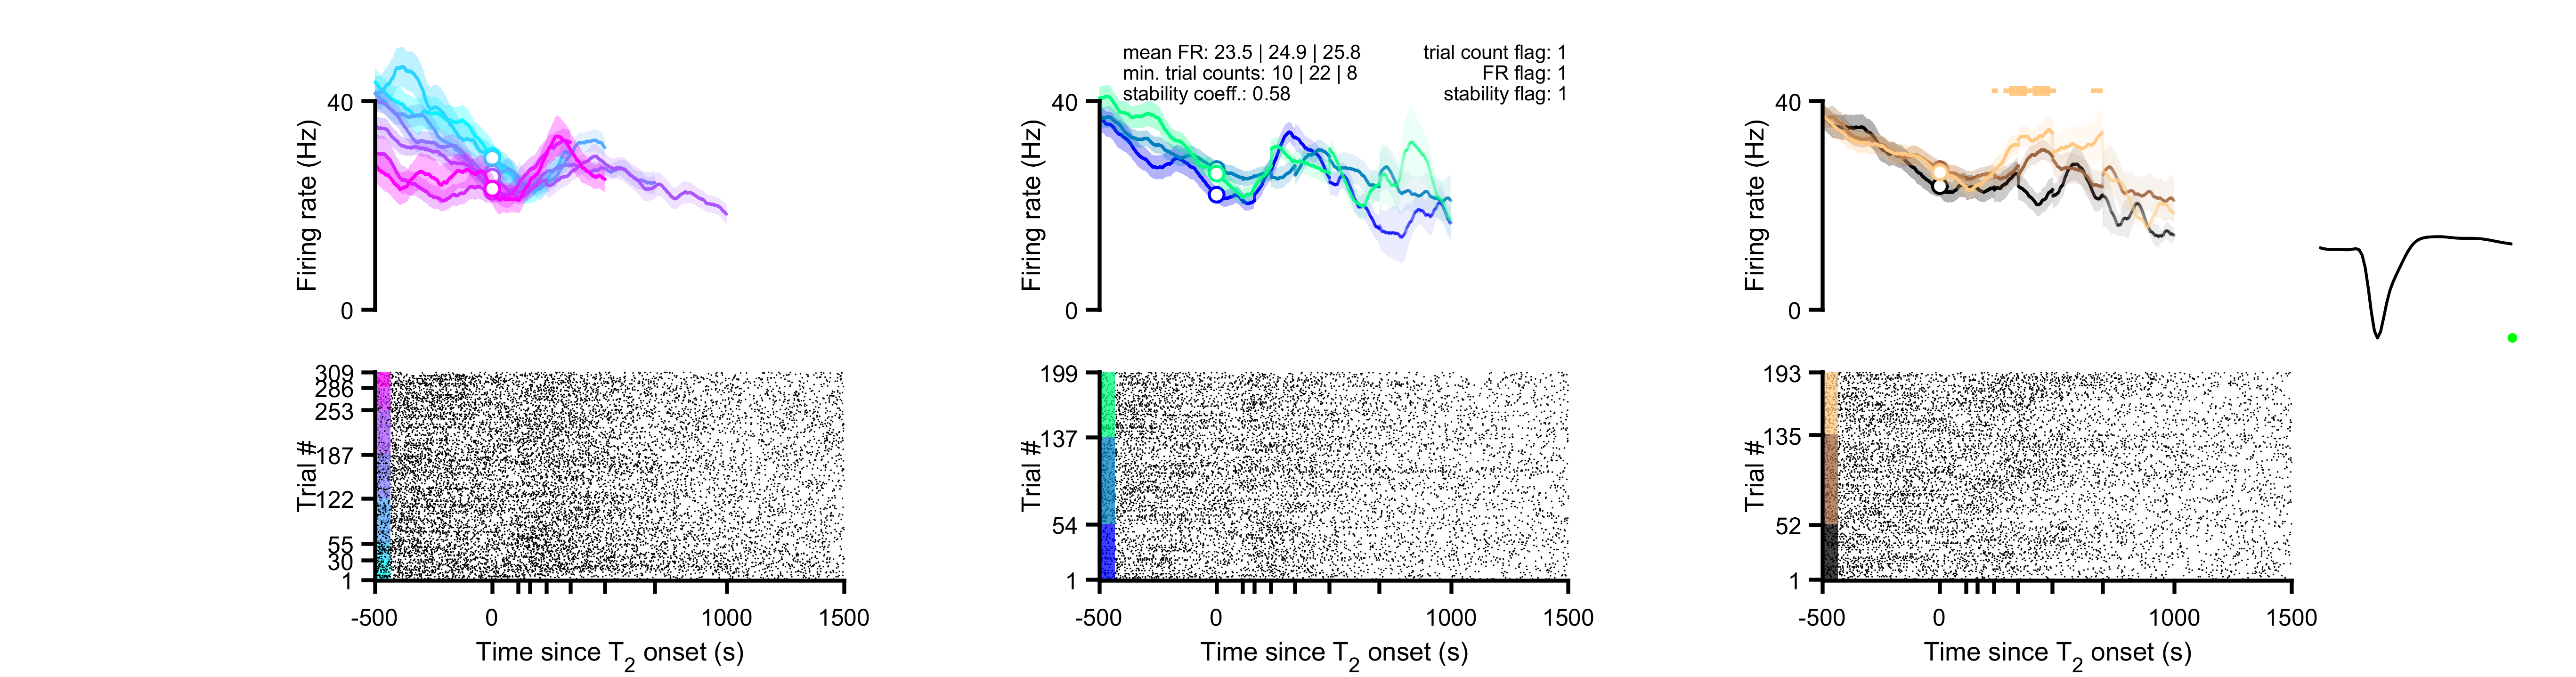 mean FR: 23.5 | 24.9 | 25.8
min. trial counts: 10 | 22 | 8
stability coeff.: 0.58
trial count flag: 1
FR flag: 1
stability flag: 1
Firing rate (Hz)
40
0
Firing rate (Hz)
40
0
Firing rate (Hz)
40
0
Trial #
309
286
253
187
122
55
30
1
-500
0
1000
1500
Time since T2 onset (s)
Trial #
199
137
54
1
-500
0
1000
1500
Time since T2 onset (s)
Trial #
193
135
52
1
-500
0
1000
1500
Time since T2 onset (s)